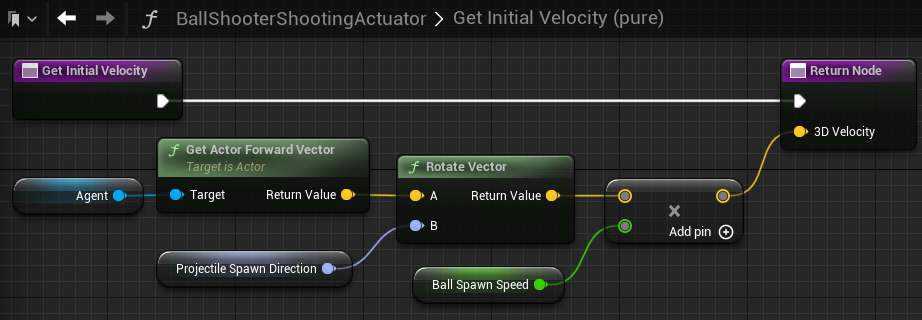 BallShooterShootingActuator > Get Initial Velocity (pure)
Get Initial Velocity
Return Node
3D Velocity
Get Actor Forward Vector
Target is Actor
Rotate Vector
Agent
Target
Return Value
A
Return Value
B
Add pin
Projectile Spawn Direction
Ball Spawn Speed